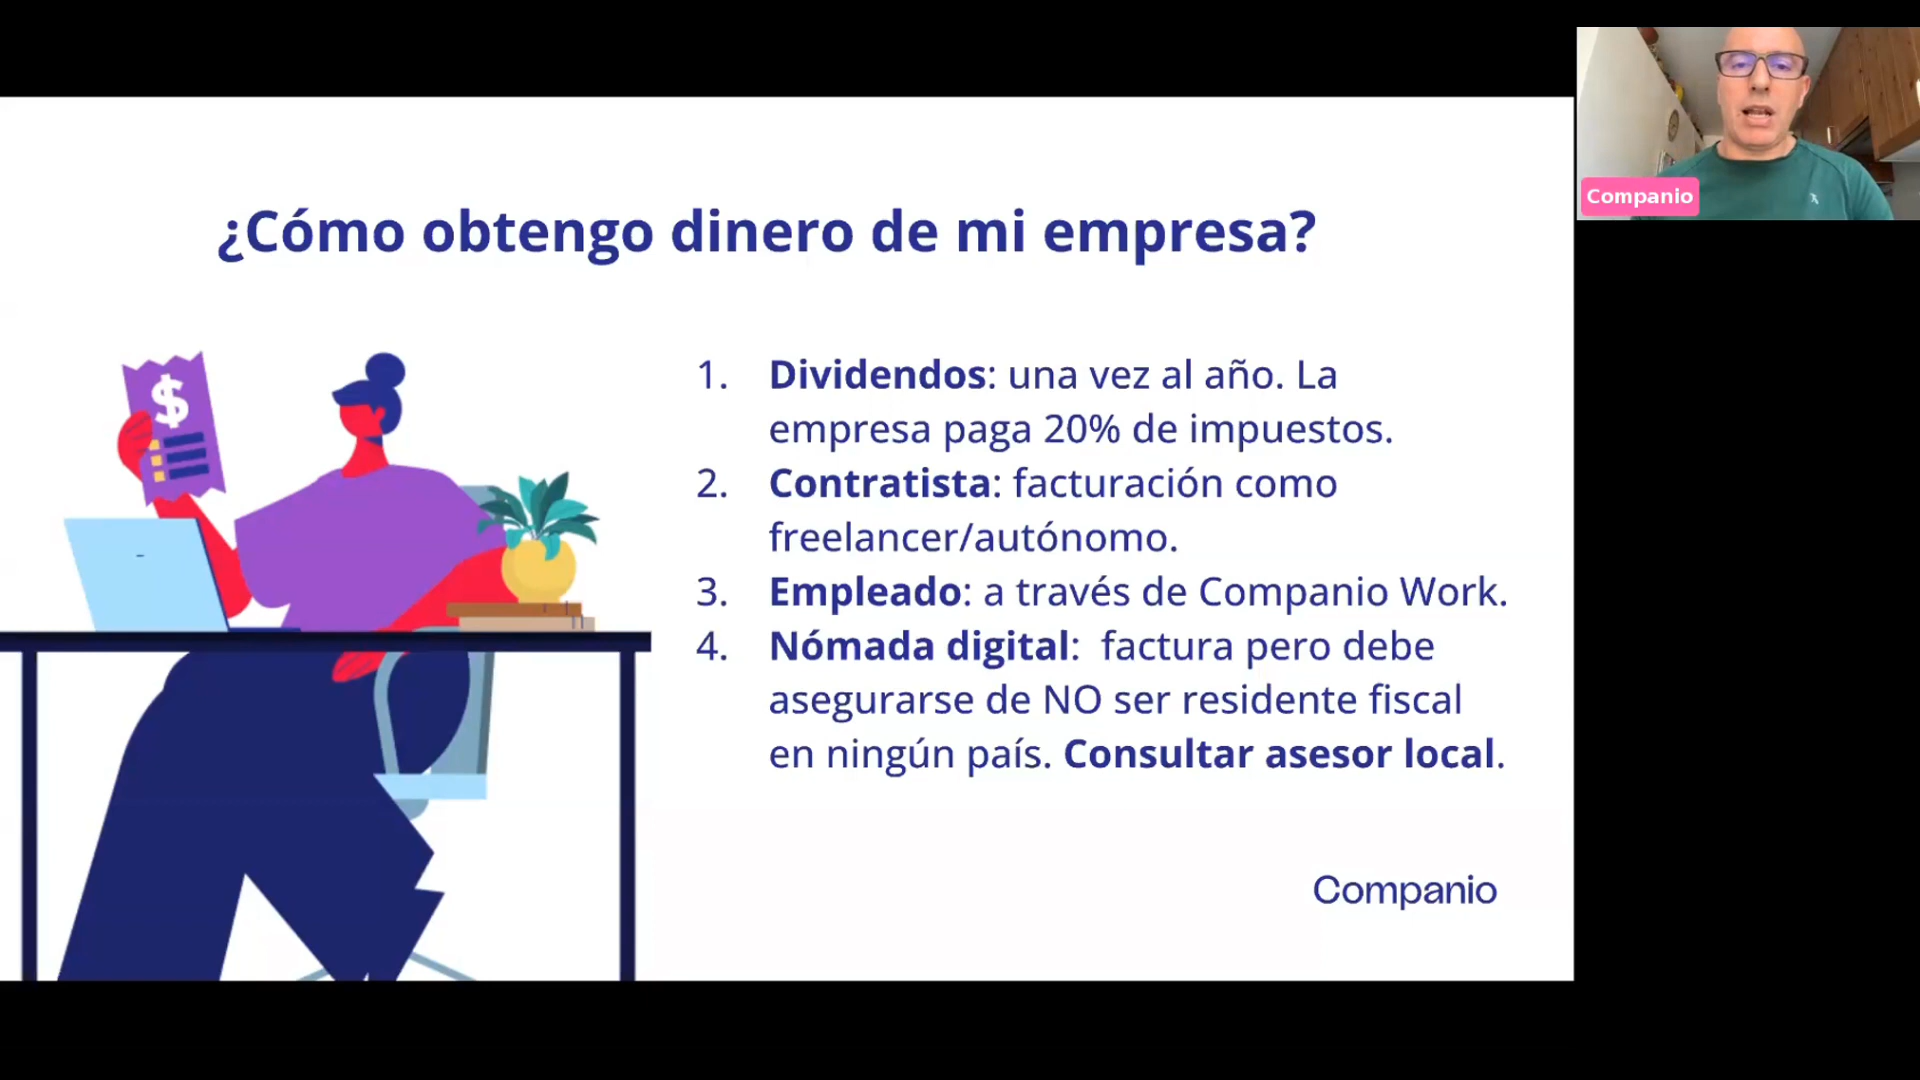 ¿Cómo obtengo dinero de mi empresa?
$
1. Dividendos: una vez al año. La
empresa paga 20% de impuestos.
2. Contratista: facturación como
freelancer/autónomo.
3. Empleado: a través de Companio Work.
4. Nómada digital: factura pero debe
asegurarse de NO ser residente fiscal
en ningún país. Consultar asesor local.
Companio
Companio